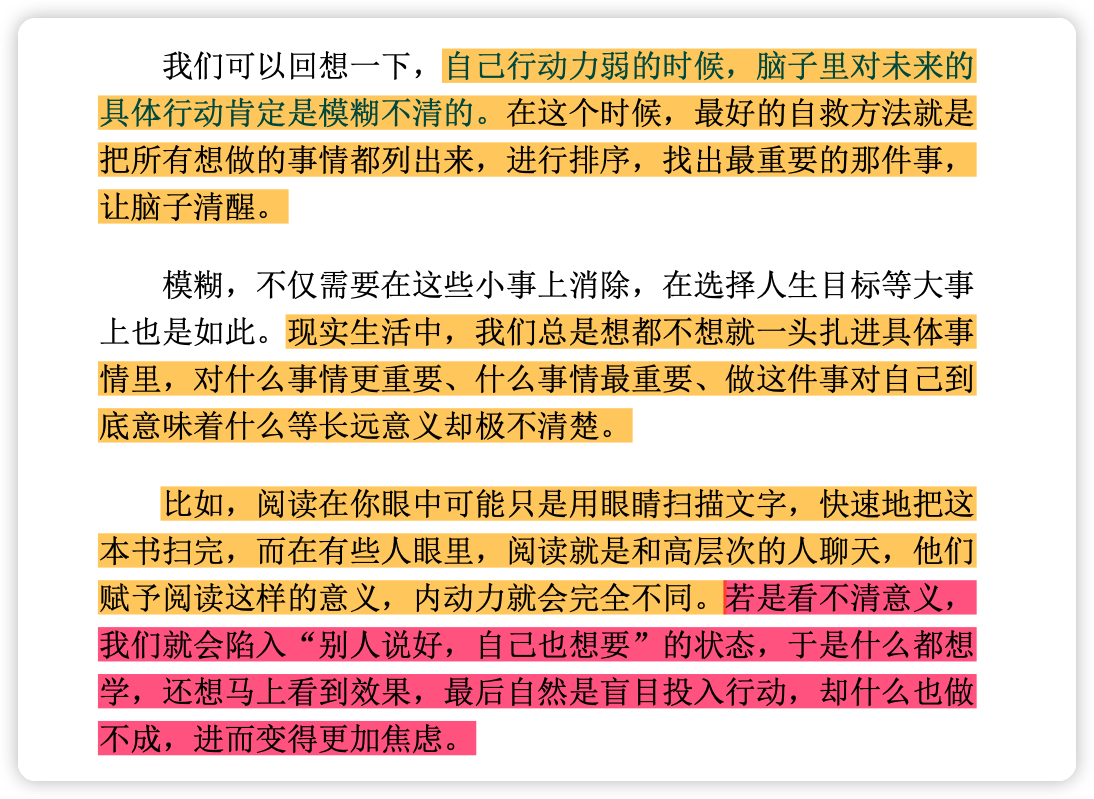 我们可以回想一下，自己行动力弱的时候，脑子里对未来的
具体行动肯定是模糊不清的。在这个时候，最好的自救方法就是
把所有想做的事情都列出来，进行排序，找出最重要的那件事，
让脑子清醒。
模糊，不仅需要在这些小事上消除，在选择人生目标等大事
上也是如此。现实生活中，我们总是想都不想就一头扎进具体事
情里，对什么事情更重要、什么事情最重要、做这件事对自己到
底意味着什么等长远意义却极不清楚。
比如，阅读在你眼中可能只是用眼睛扫描文字，快速地把这
本书扫完，而在有些人眼里，阅读就是和高层次的人聊天，他们
赋予阅读这样的意义，内动力就会完全不同。若是看不清意义，
我们就会陷入“别人说好，自己也想要”的状态，于是什么都想
学，还想马上看到效果，最后自然是盲目投入行动，却什么也做
不成，进而变得更加焦虑。